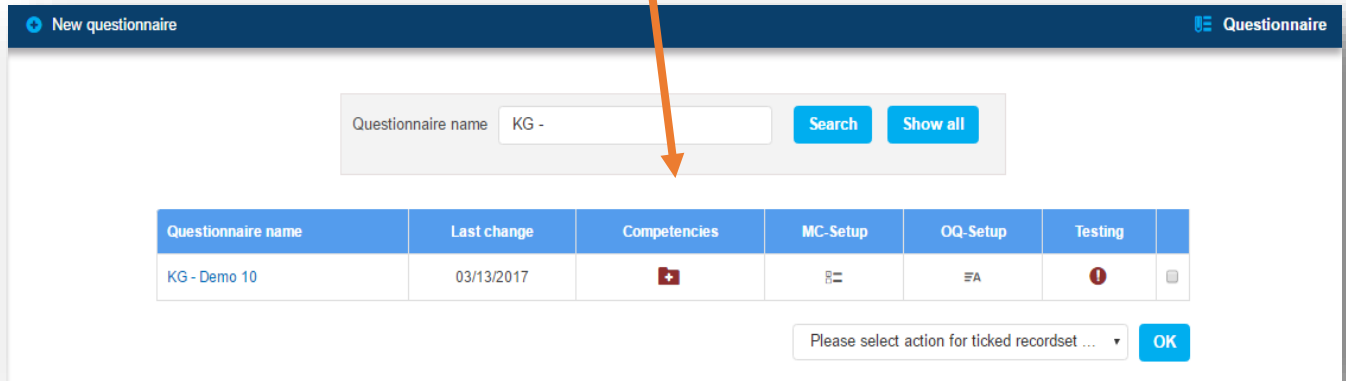 New questionnaire Questionnaire
Questionnaire name KG - Search Show all
Questionnaire name Last change Competencies MC-Setup OQ-Setup Testing
KG - Demo 10 03/13/2017
Please select action for ticked recordset ... OK